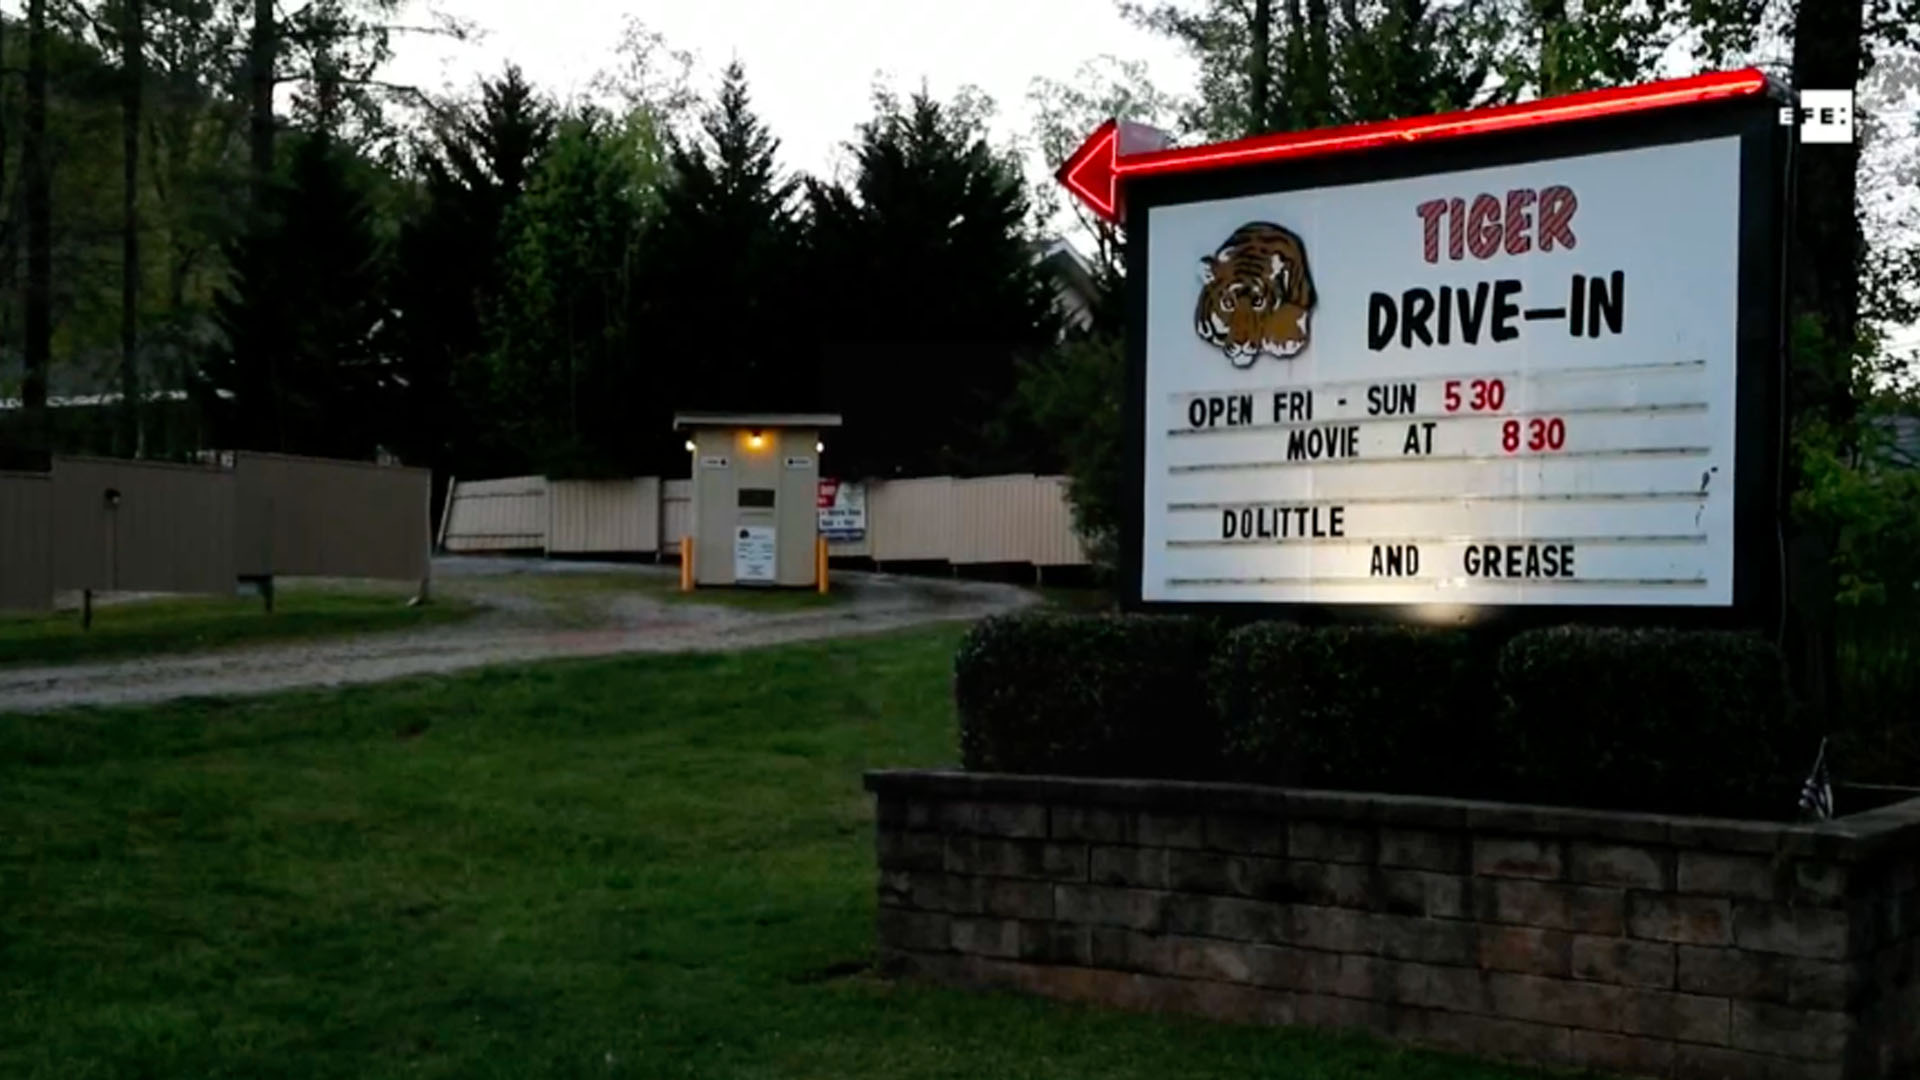 EFE:
TIGER
DRIVE-IN
OPEN FRI - SUN 5 30
MOVIE AT 8 30
DOLITTLE
AND GREASE